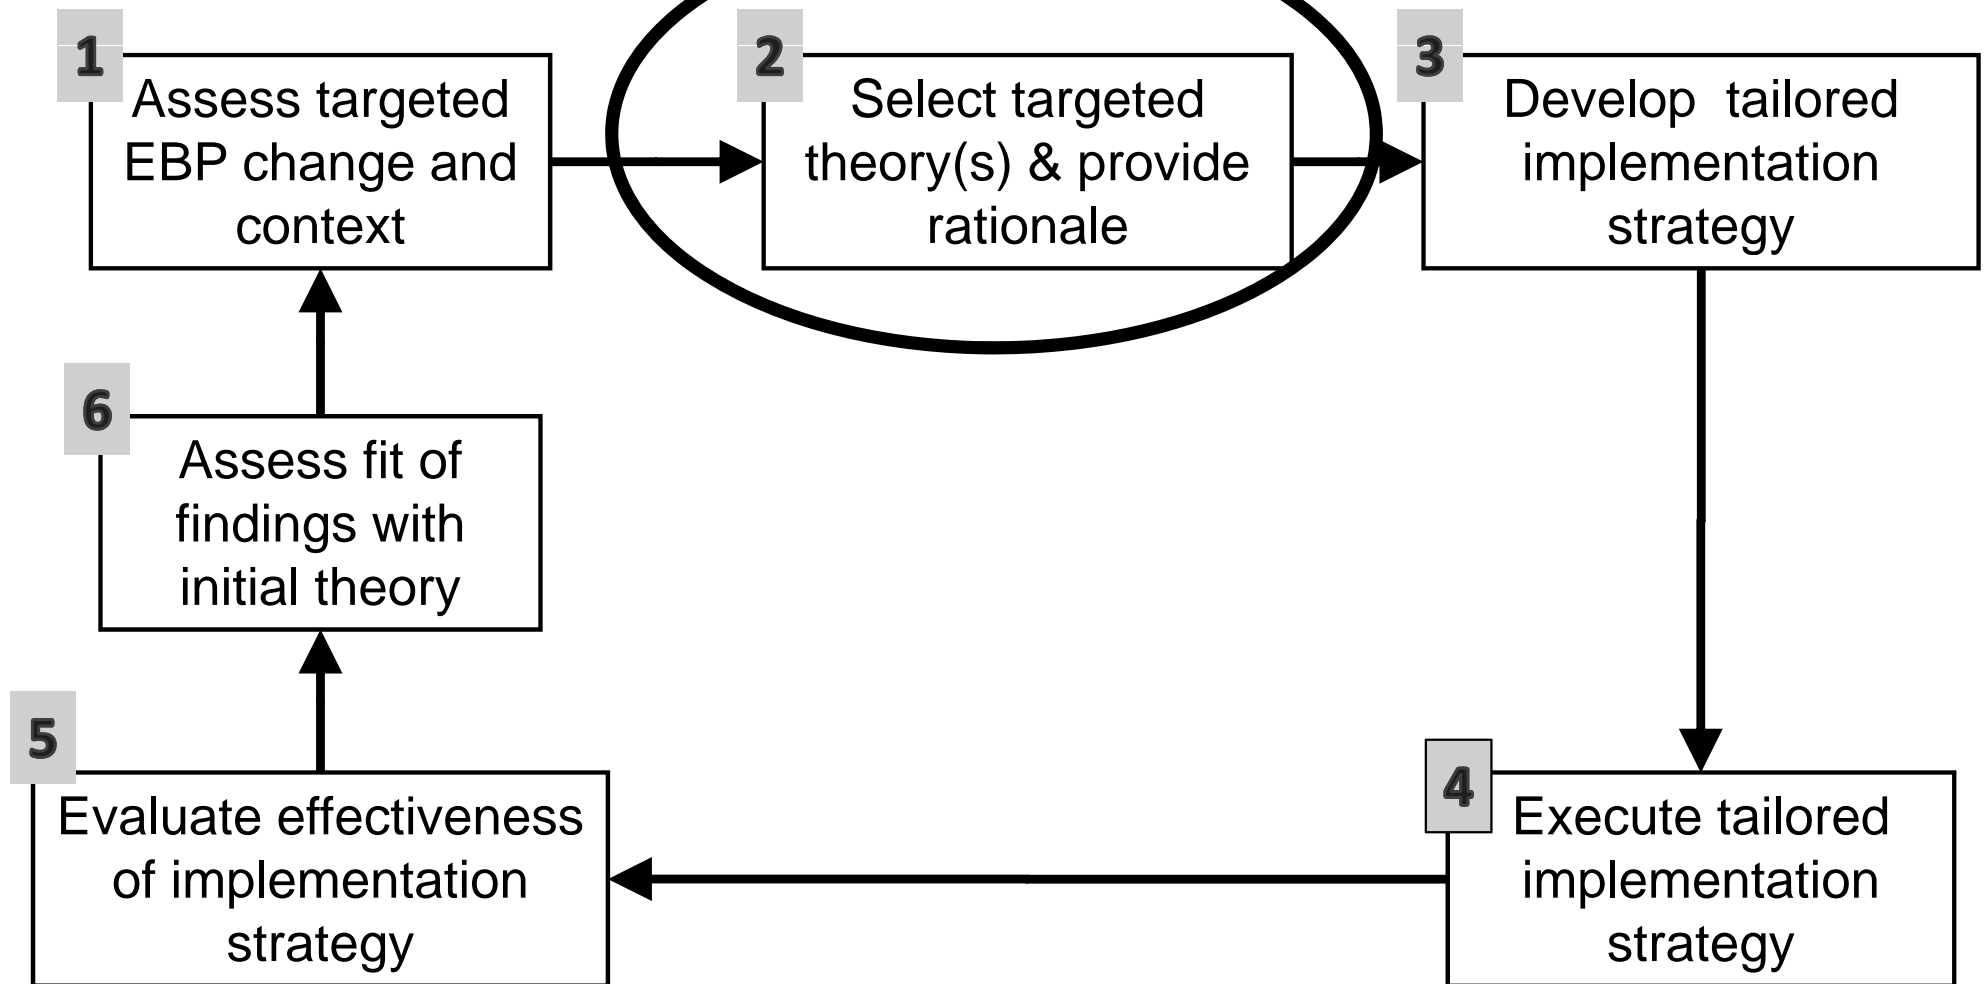 1
Assess targeted
EBP change and
context
2
Select targeted
theory(s) & provide
rationale
3
Develop tailored
implementation
strategy
4
Execute tailored
implementation
strategy
5
Evaluate effectiveness
of implementation
strategy
6
Assess fit of
findings with
initial theory